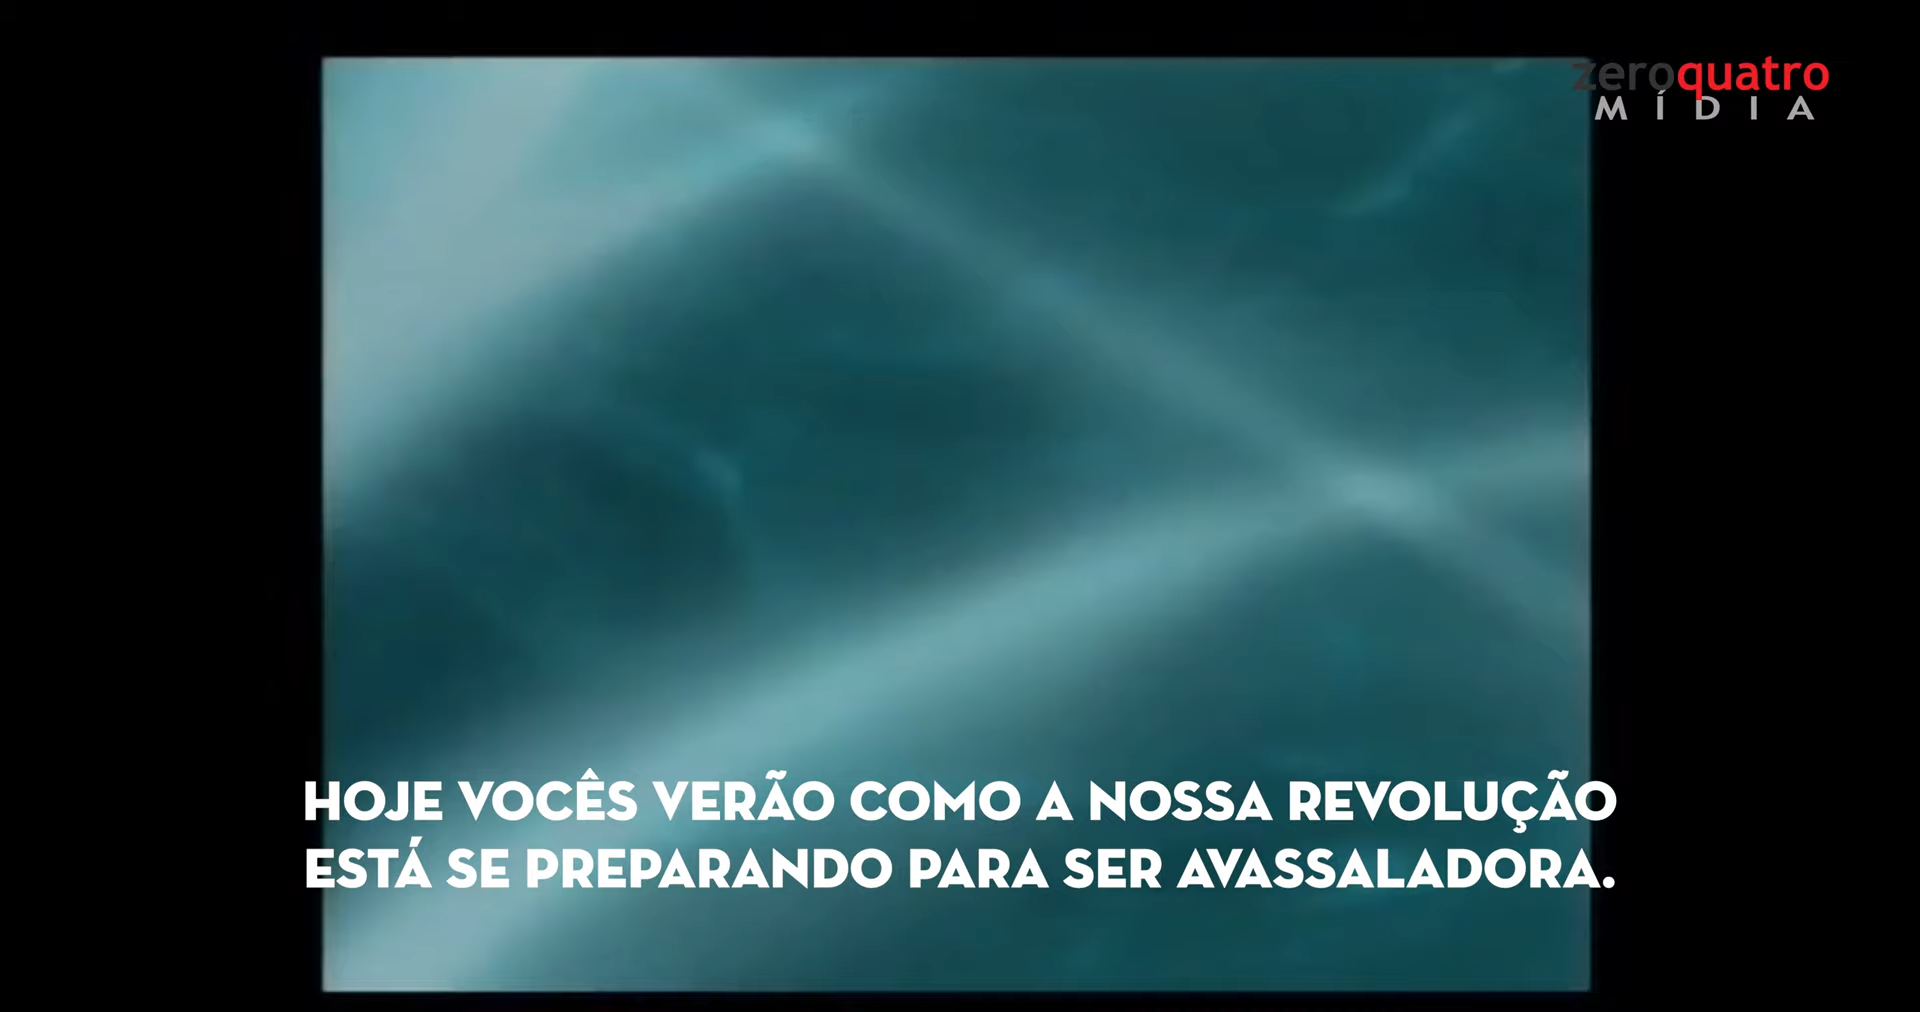 zeroquatro
MÍDIA
HOJE VOCÊS VERÃO COMO A NOSSA REVOLUÇÃO
ESTÁ SE PREPARANDO PARA SER AVASSALADORA.